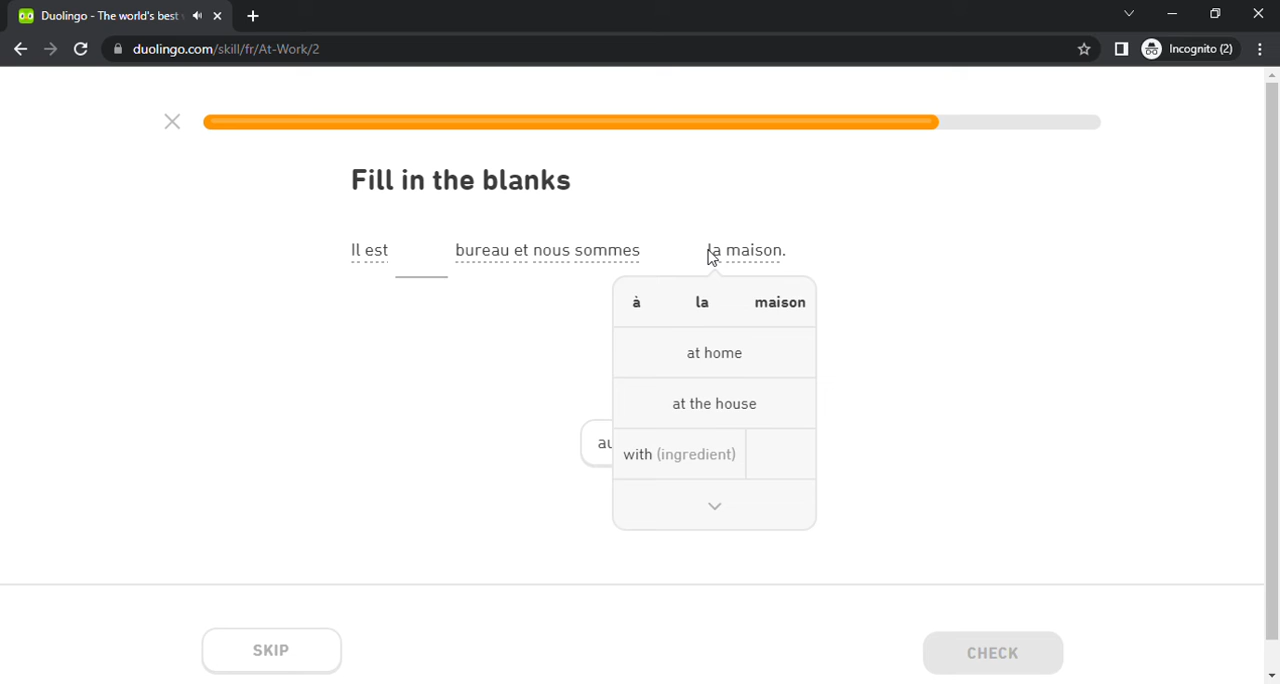 Duolingo - The world's best
duolingo.com/skill/fr/At-Work/2
Incognito (2)
Fill in the blanks
Il est bureau et nous sommes la maison.
à la maison
at home
at the house
au
with (ingredient)
SKIP
CHECK